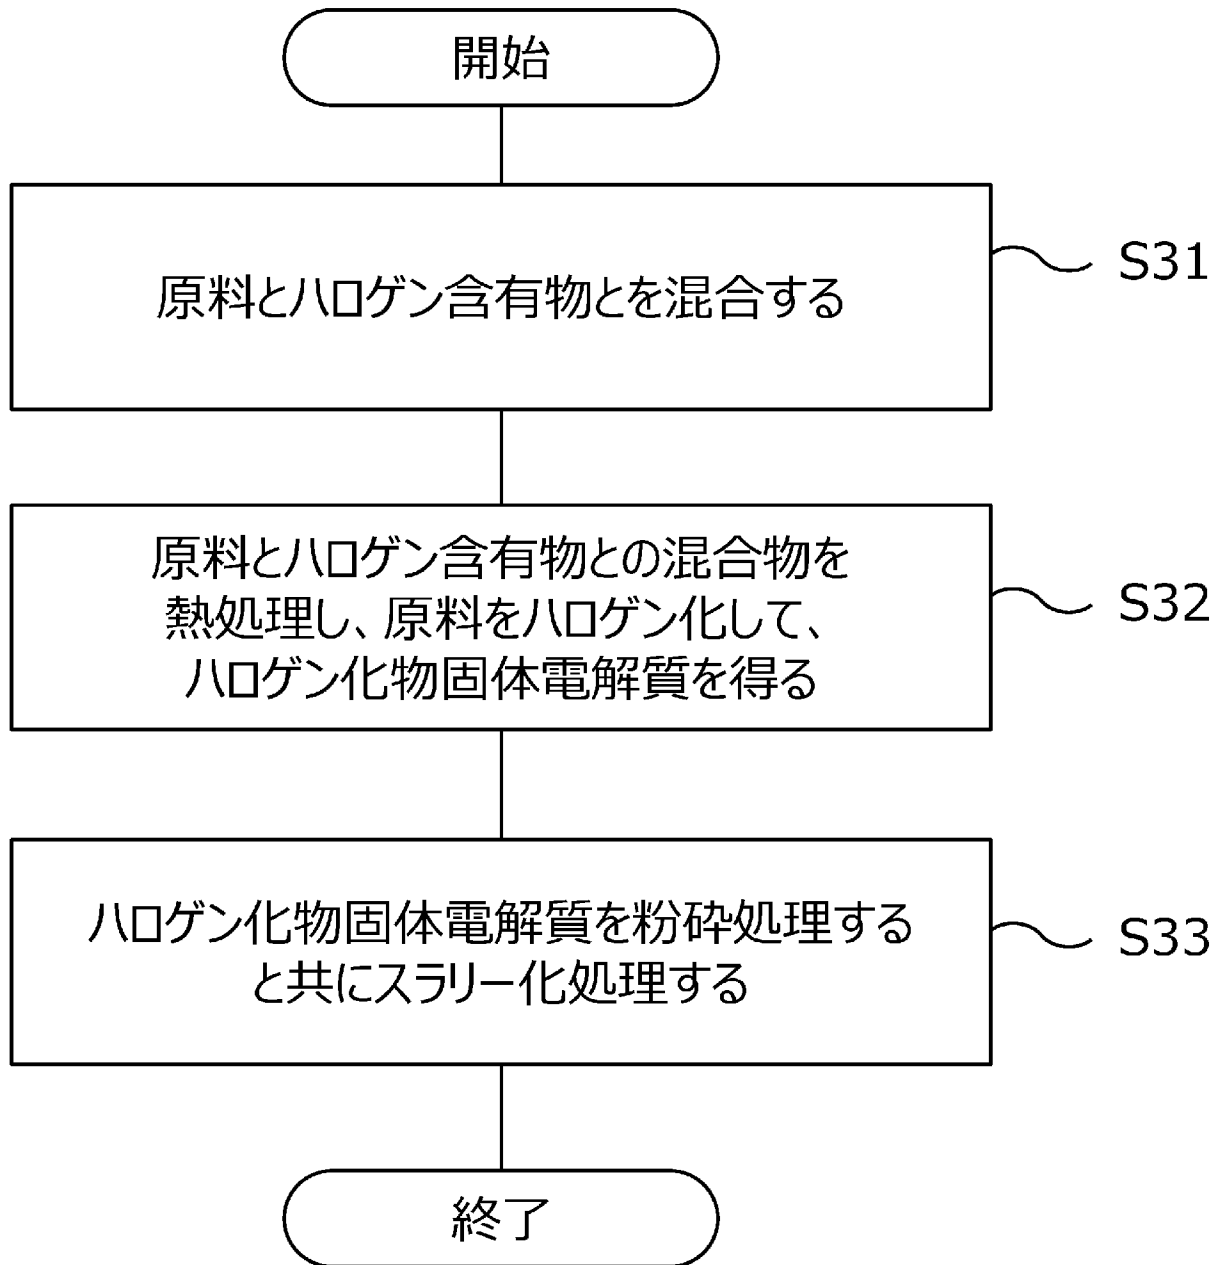 開始
原料とハロゲン含有物とを混合する
S31
原料とハロゲン含有物との混合物を
熱処理し、原料をハロゲン化して、
ハロゲン化物固体電解質を得る
S32
ハロゲン化物固体電解質を粉砕処理する
と共にスラリー化処理する
S33
終了